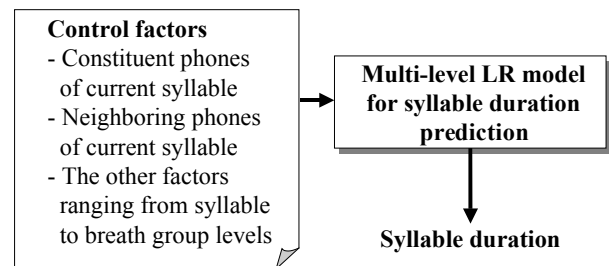 Control factors
- Constituent phones
of current syllable
- Neighboring phones
of current syllable
- The other factors
ranging from syllable
to breath group levels
Multi-level LR model
for syllable duration
prediction
Syllable duration